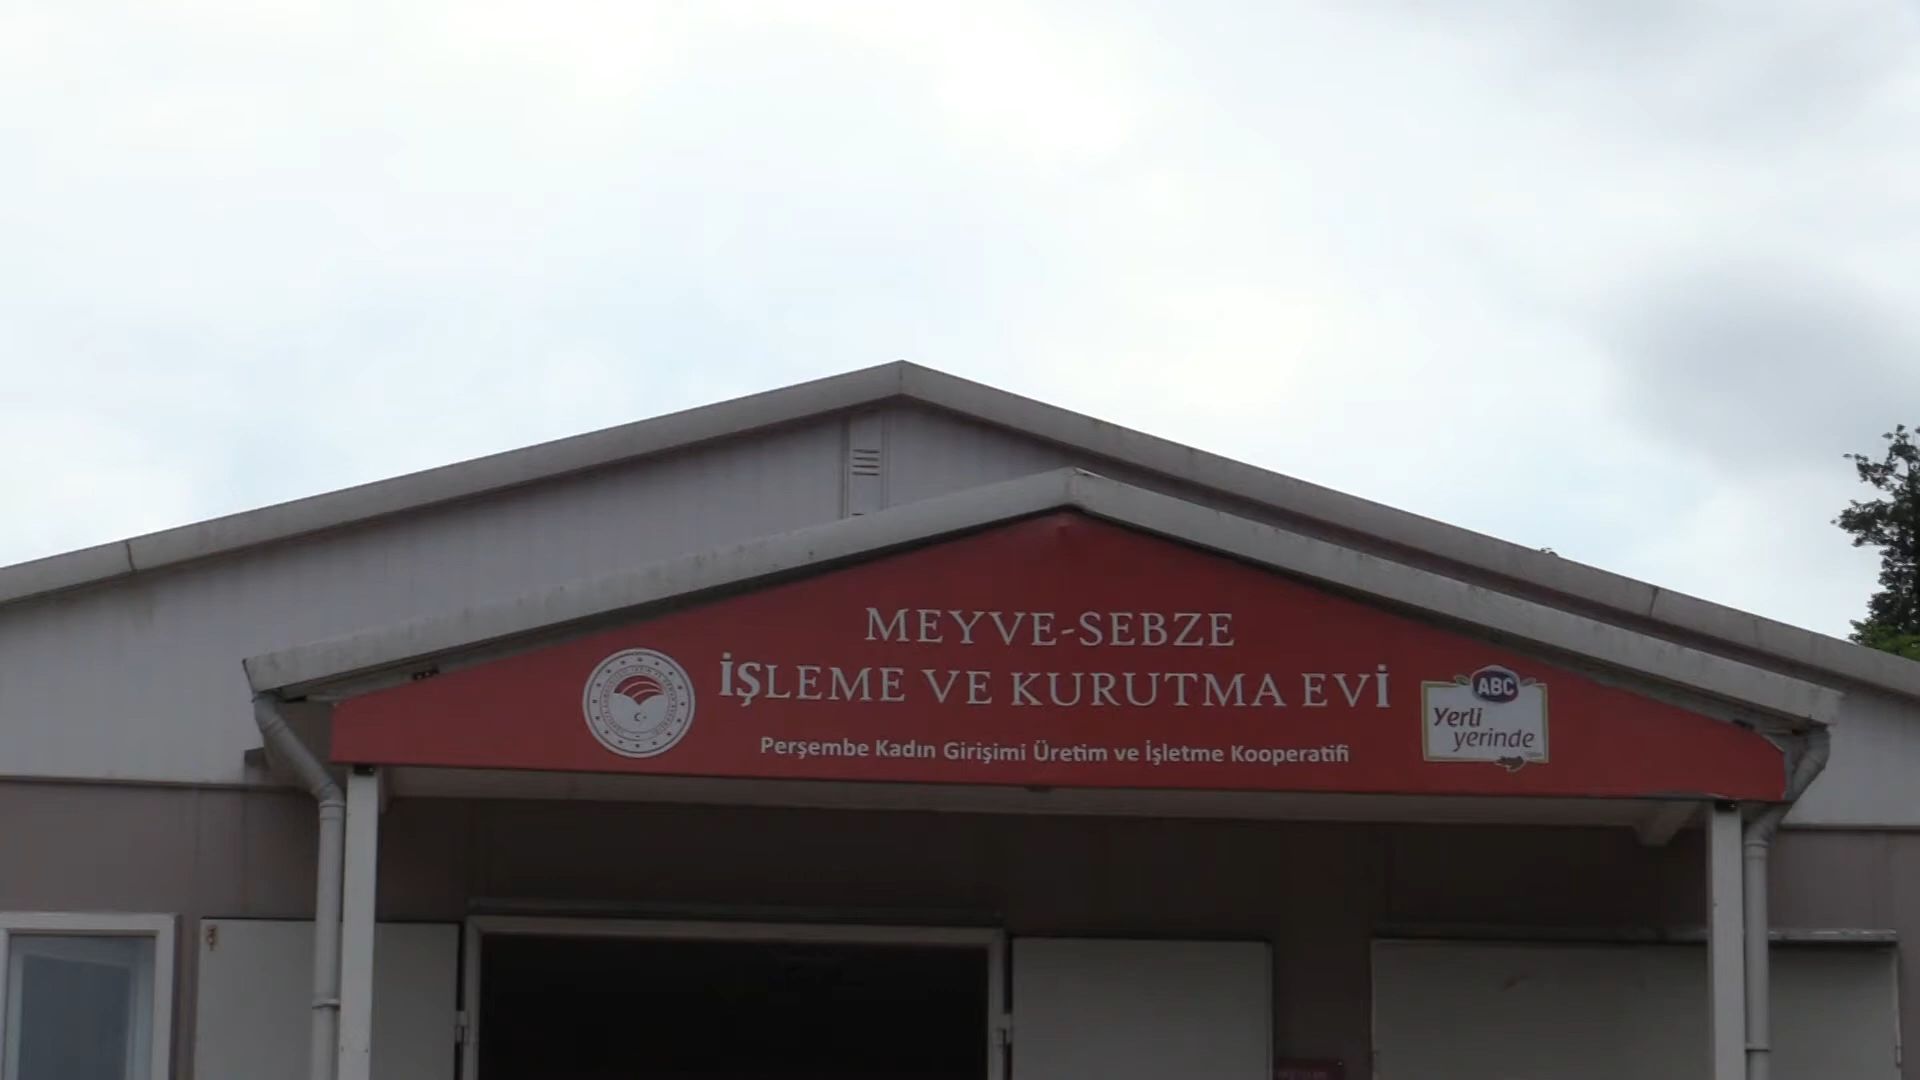 MEYVE-SEBZE
İŞLEME VE KURUTMA EVİ
Perşembe Kadın Girişimi Üretim ve İşletme Kooperatifi
ABC
Yerli
yerinde